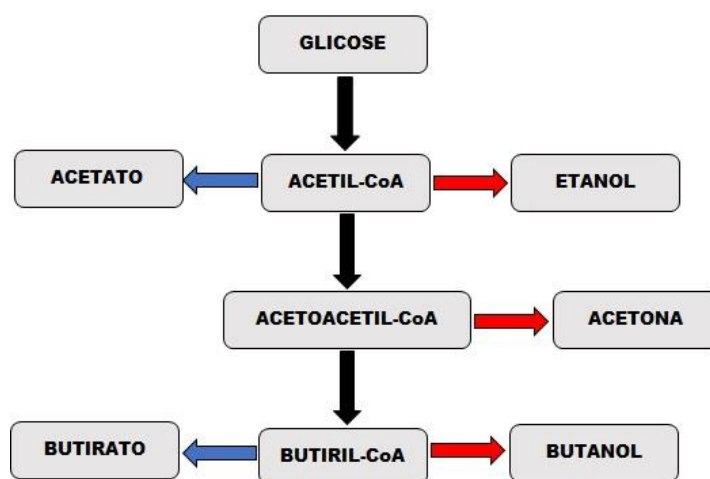 GLICOSE
ACETATO
ACETIL-CoA
ETANOL
ACETOACETIL-CoA
ACETONA
BUTIRATO
BUTIRIL-CoA
BUTANOL